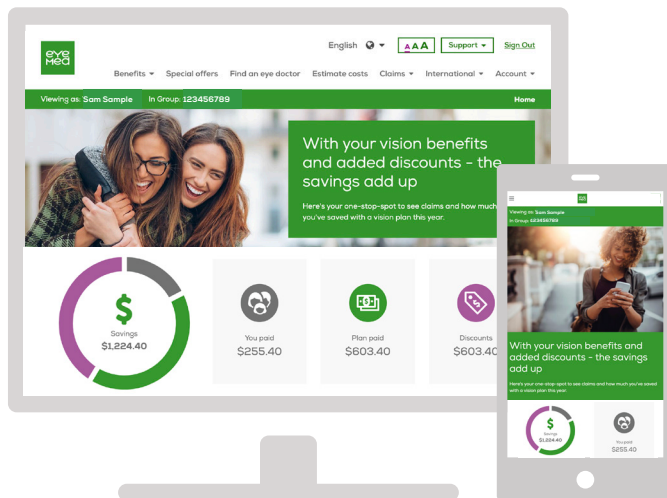 eye
med
English
A A A
Support
Sign Out
Benefits
Special offers
Find an eye doctor
Estimate costs
Claims
International
Account
Viewing as: Sam Sample
In Group: 123456789
Home
With your vision benefits
and added discounts - the
savings add up
Here's your one-stop-spot to see claims and how much
you've saved with a vision plan this year.
$
Savings
$1,224.40
You paid
$255.40
Plan paid
$603.40
Discounts
$603.40
eye
med
Viewing as: Sam Sample
In Group: 123456789
With your vision benefits and
added discounts - the savings
add up
Here's your one-stop-spot to see claims and how much you've saved
with a vision plan this year.
$
Savings
$1,224.40
You paid
$255.40